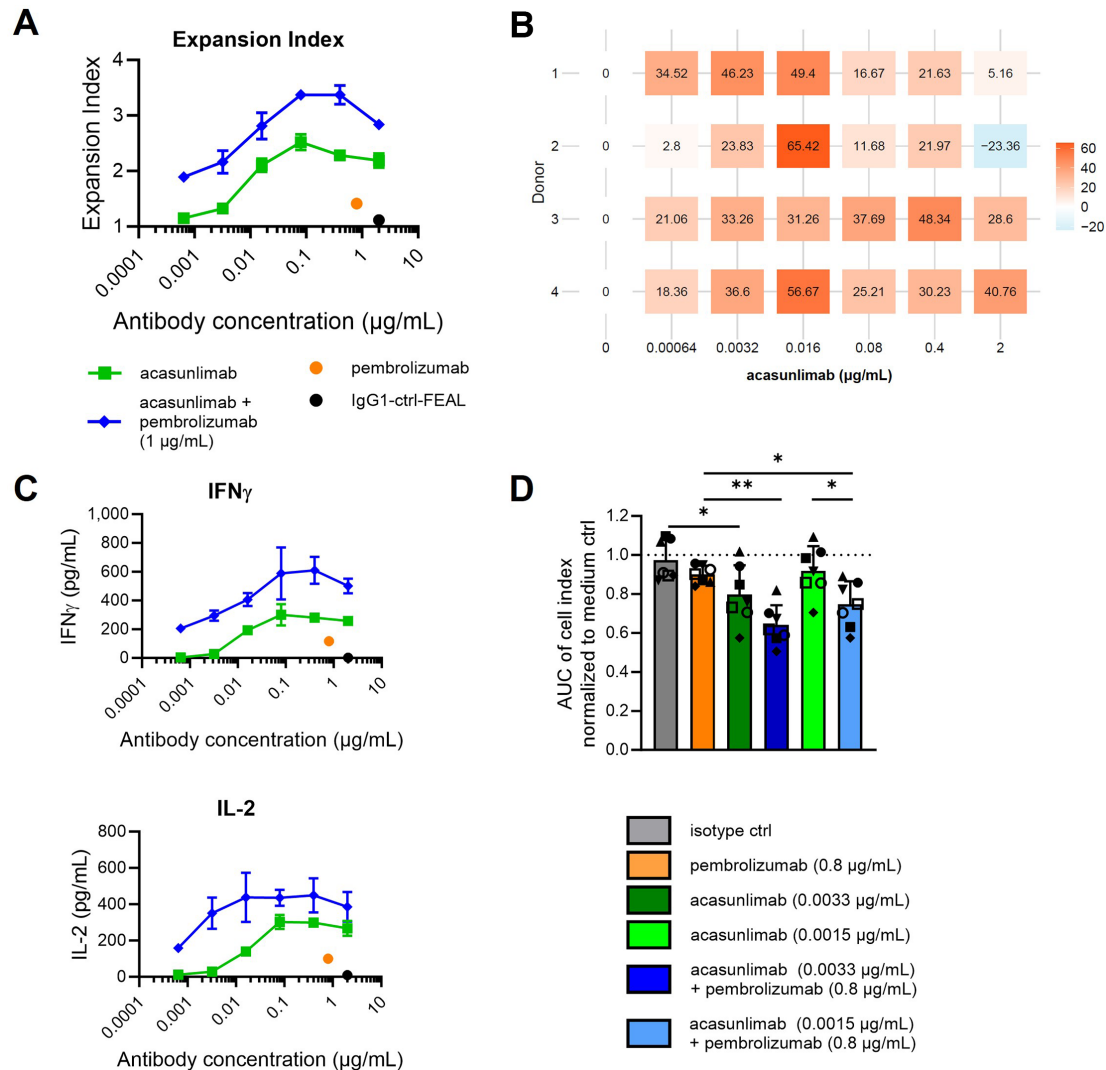 A
Expansion Index
Expansion Index
4
3
2
1
0.0001
0.001
0.01
0.1
1
10
Antibody concentration (µg/mL)
acasunlimab
acasunlimab +
pembrolizumab
(1 µg/mL)
pembrolizumab
IgG1-ctrl-FEAL
B
Donor
1 0 34.52 46.23 49.4 16.67 21.63 5.16
2 0 2.8 23.83 65.42 11.68 21.97 −23.36
3 0 21.06 33.26 31.26 37.69 48.34 28.6
4 0 18.36 36.6 56.67 25.21 30.23 40.76
0 0.00064 0.0032 0.016 0.08 0.4 2
acasunlimab (µg/mL)
60
40
20
0
−20
C
IFNγ
IFNγ (pg/mL)
1,000
800
600
400
200
0
0.0001
0.001
0.01
0.1
1
10
Antibody concentration (µg/mL)
IL-2
IL-2 (pg/mL)
800
600
400
200
0
0.0001
0.001
0.01
0.1
1
10
Antibody concentration (µg/mL)
D
*
**
*
*
AUC of cell index
normalized to medium ctrl
1.2
1.0
0.8
0.6
0.4
0.2
0.0
isotype ctrl
pembrolizumab (0.8 µg/mL)
acasunlimab (0.0033 µg/mL)
acasunlimab (0.0015 µg/mL)
acasunlimab (0.0033 µg/mL)
+ pembrolizumab (0.8 µg/mL)
acasunlimab (0.0015 µg/mL)
+ pembrolizumab (0.8 µg/mL)